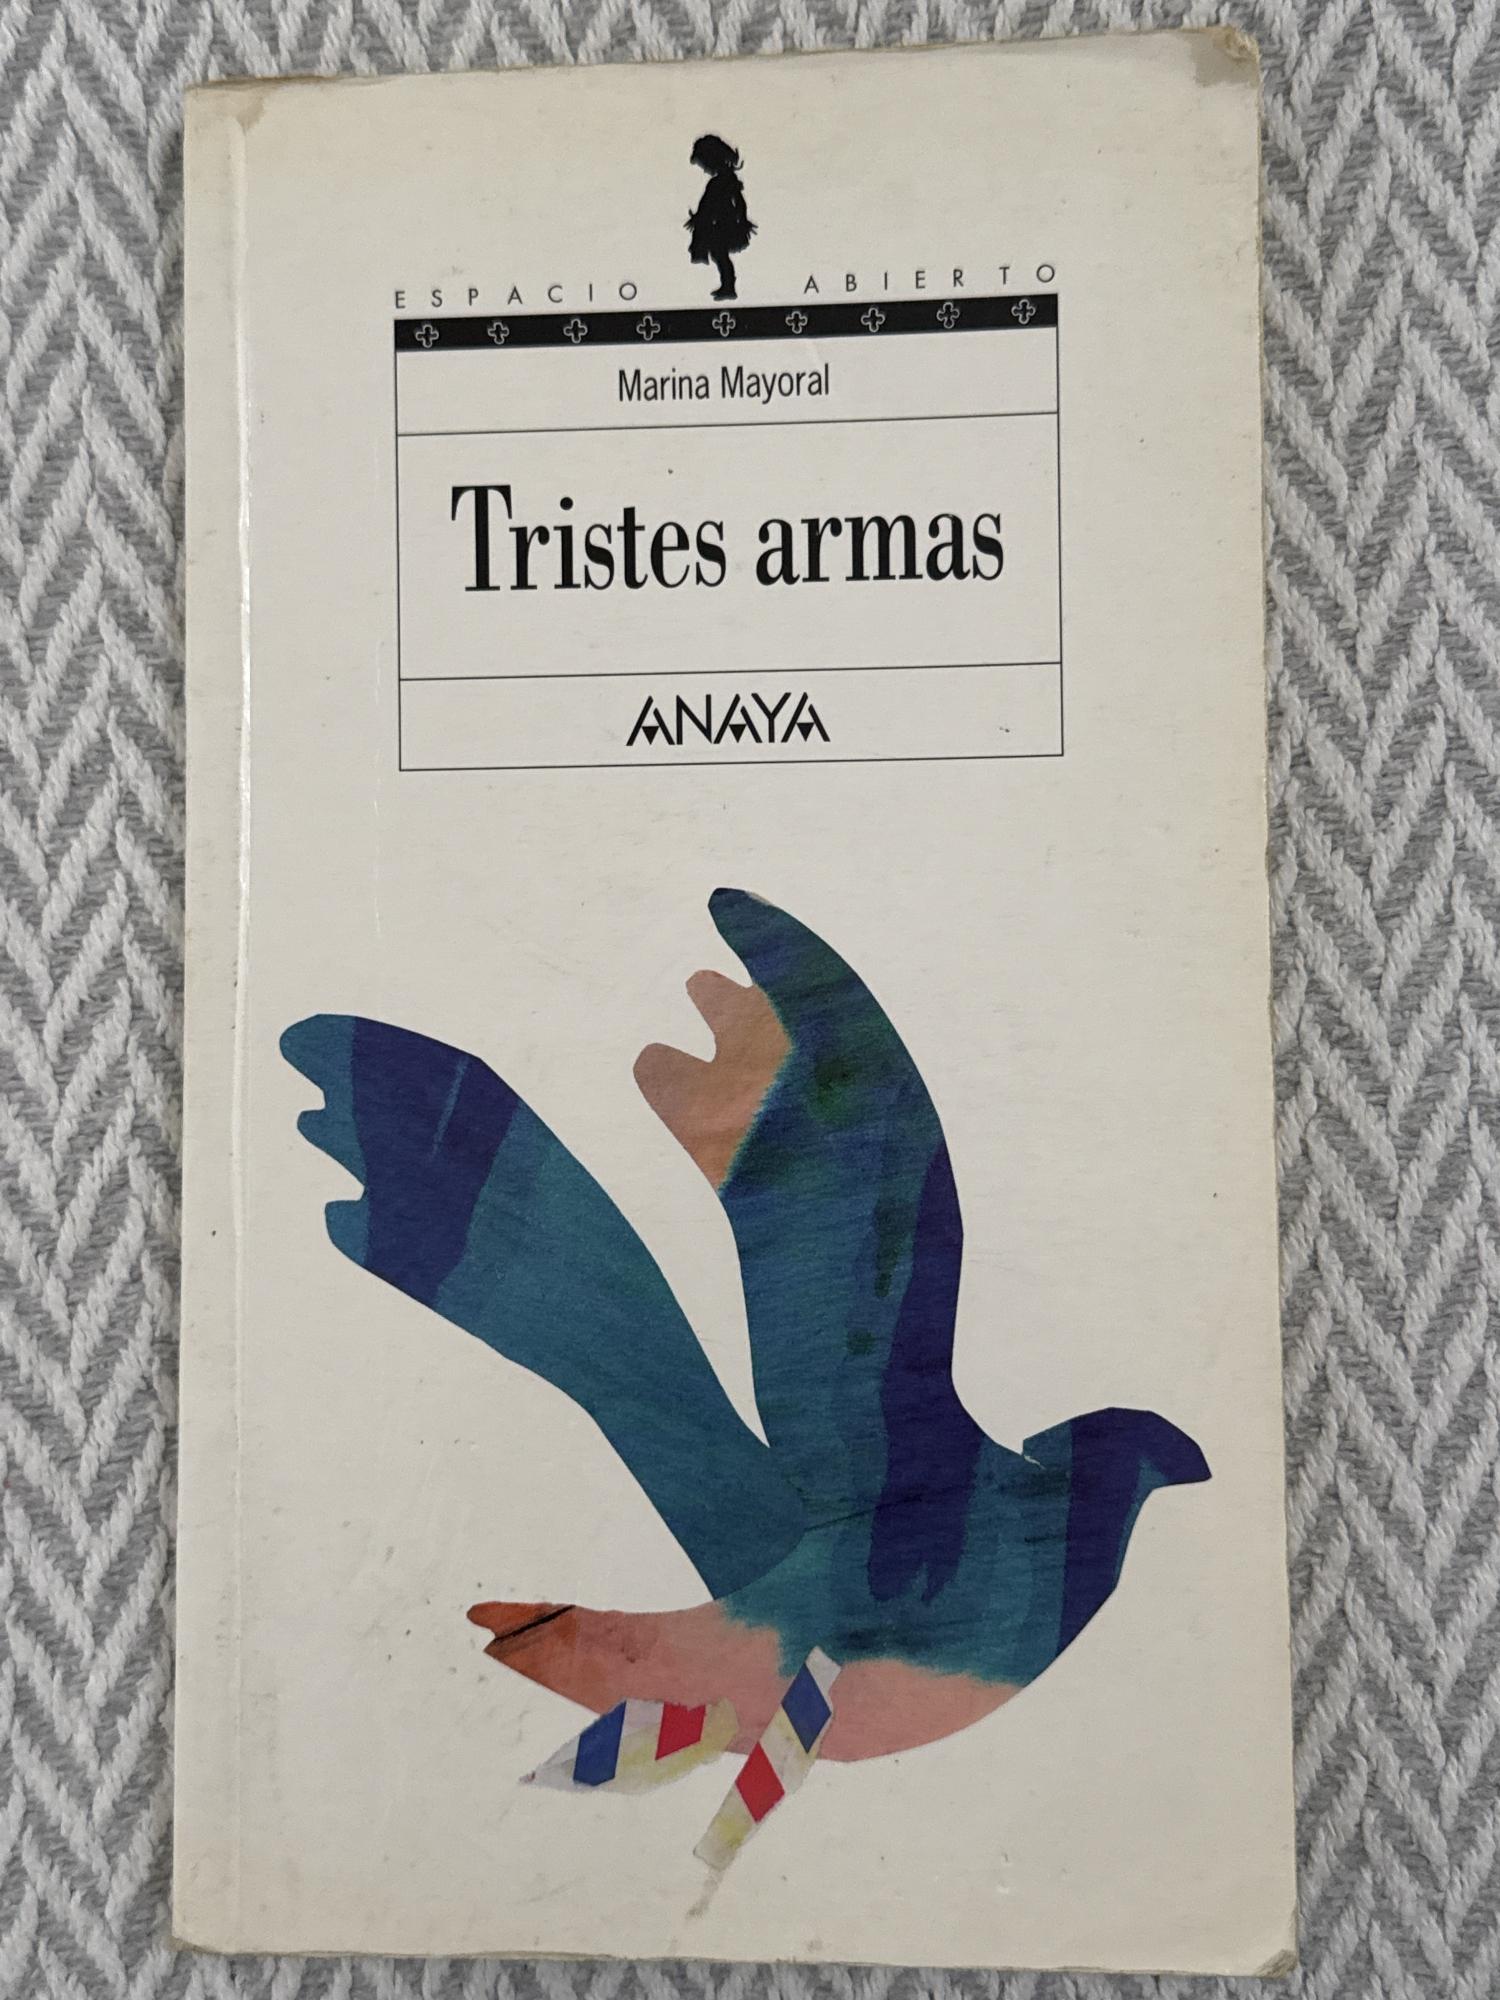 ESPACIO ABIERTO
Marina Mayoral
Tristes armas
ANAYA